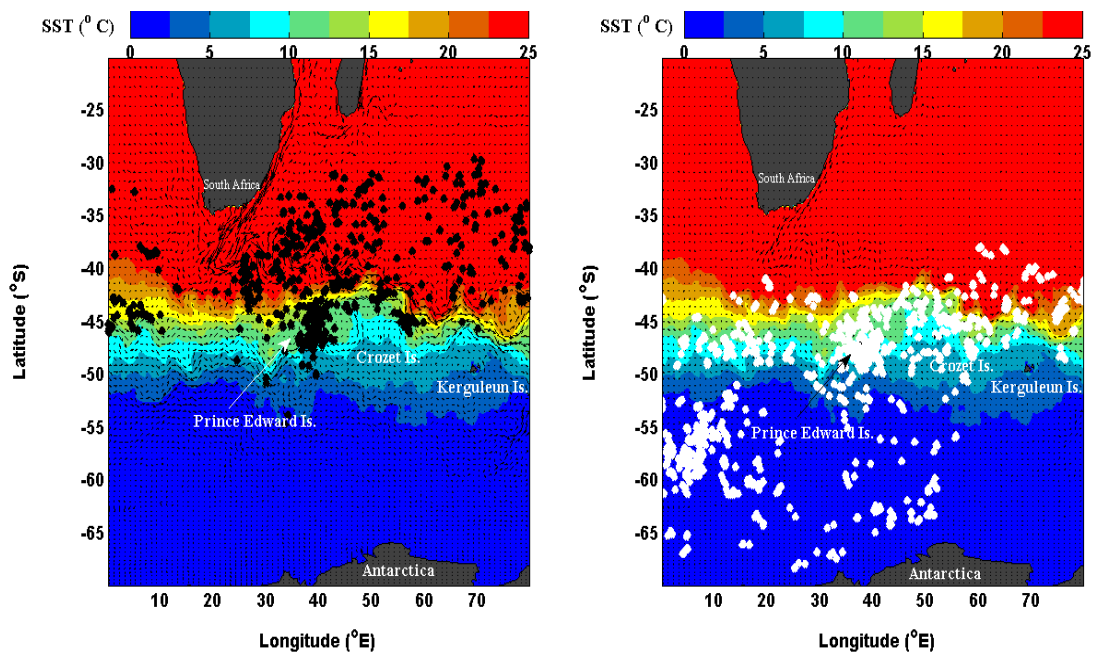 SST (° C)
0 5 10 15 20 25
-25
-30
-35
-40
-45
-50
-55
-60
-65
Latitude (°S)
South Africa
Crozet Is.
Kerguleun Is.
Prince Edward Is.
Antarctica
10 20 30 40 50 60 70
Longitude (°E)
SST (° C)
0 5 10 15 20 25
-25
-30
-35
-40
-45
-50
-55
-60
-65
Latitude (°S)
South Africa
Crozet Is.
Kerguleun Is.
Prince Edward Is.
Antarctica
10 20 30 40 50 60 70
Longitude (°E)